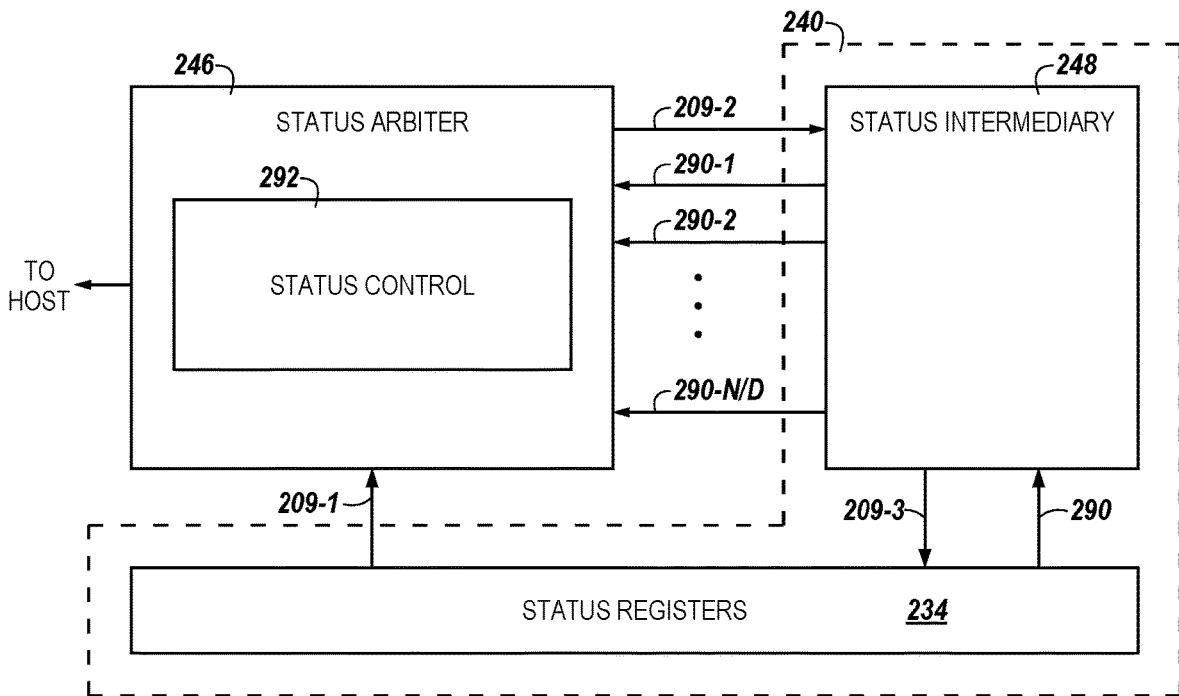 240
246
248
STATUS ARBITER
209-2
STATUS INTERMEDIARY
290-1
292
290-2
TO
HOST
STATUS CONTROL
290-N/D
209-1
209-3
290
STATUS REGISTERS 234